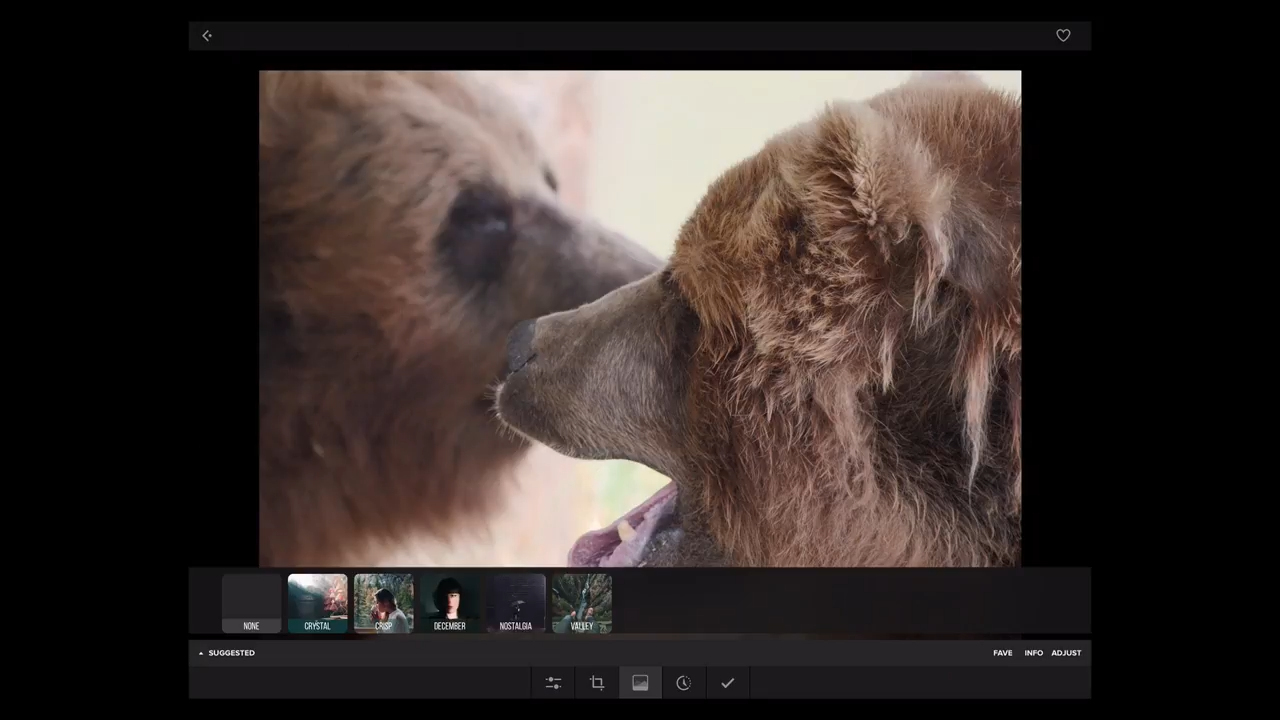 NONE
CRYSTAL
CRISP
DECEMBER
NOSTALGIA
VALLEY
SUGGESTED
FAVE
INFO
ADJUST